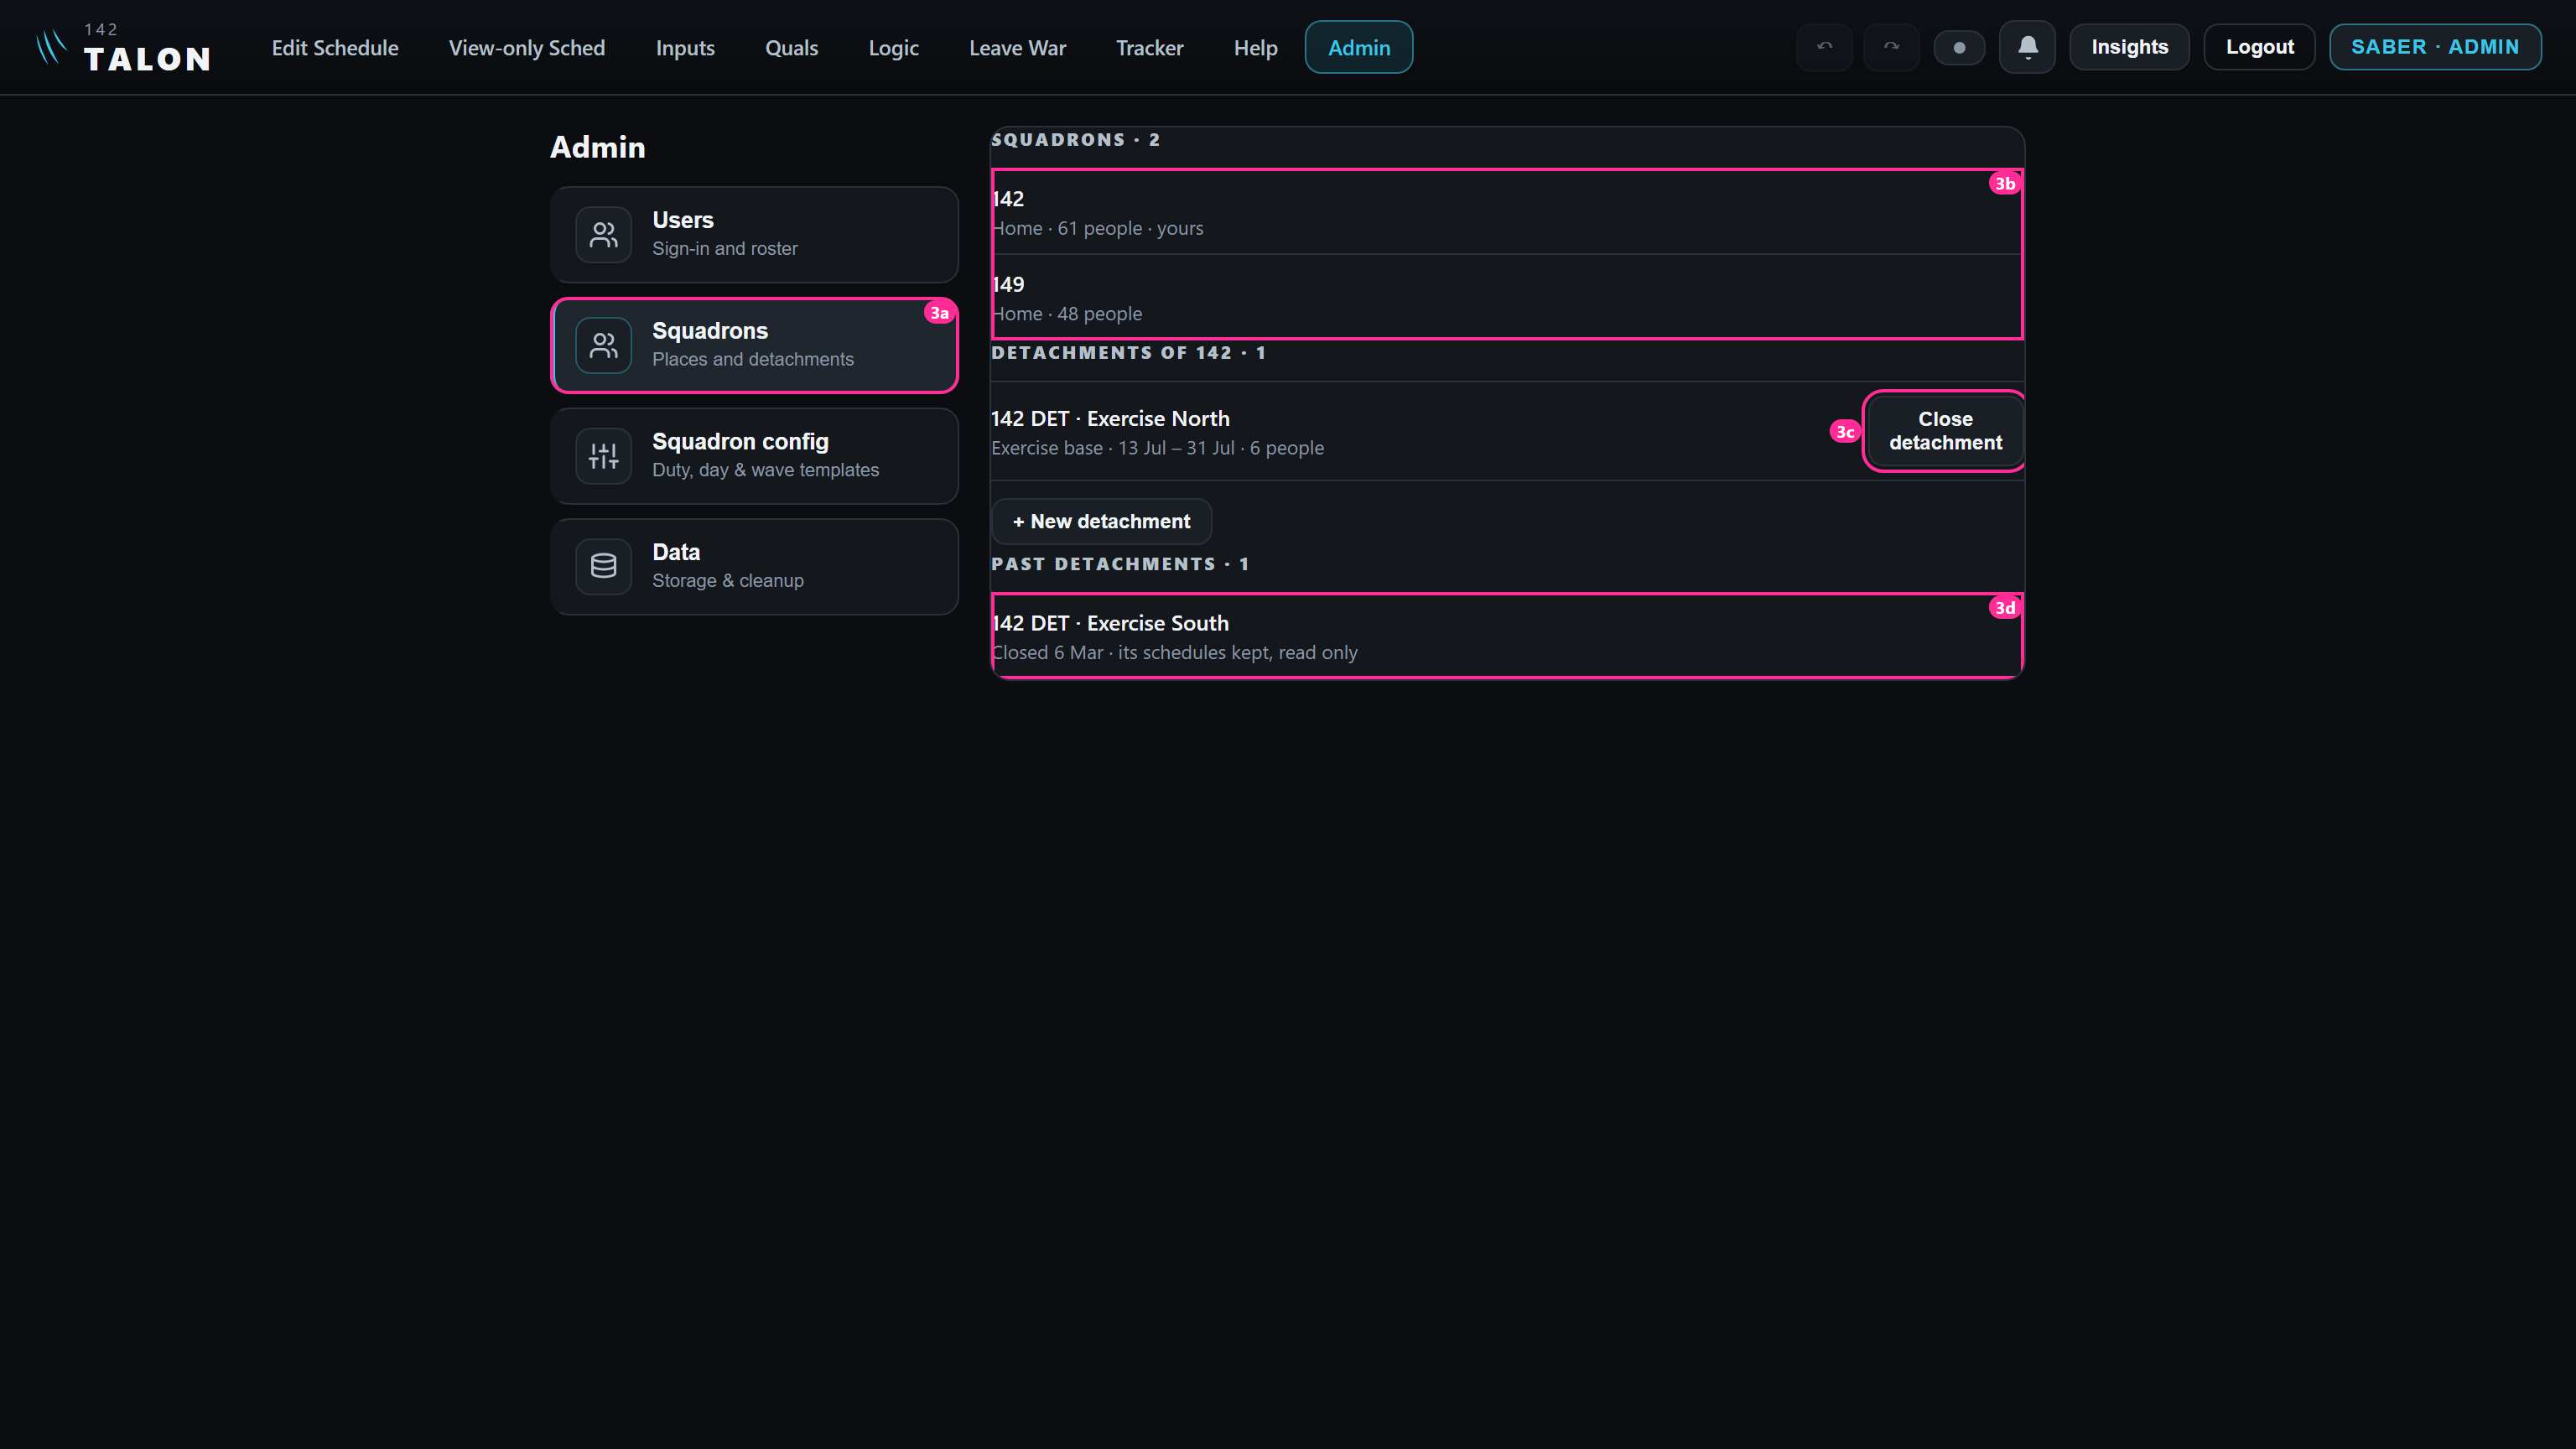 142
TALON
Edit Schedule
View-only Sched
Inputs
Quals
Logic
Leave War
Tracker
Help
Admin
Insights
Logout
SABER · ADMIN
Admin
Users
Sign-in and roster
3a
Squadrons
Places and detachments
Squadron config
Duty, day & wave templates
Data
Storage & cleanup
SQUADRONS · 2
3b
142
Home · 61 people · yours
149
Home · 48 people
DETACHMENTS OF 142 · 1
142 DET · Exercise North
Exercise base · 13 Jul – 31 Jul · 6 people
3c
Close
detachment
+ New detachment
PAST DETACHMENTS · 1
3d
142 DET · Exercise South
Closed 6 Mar · its schedules kept, read only